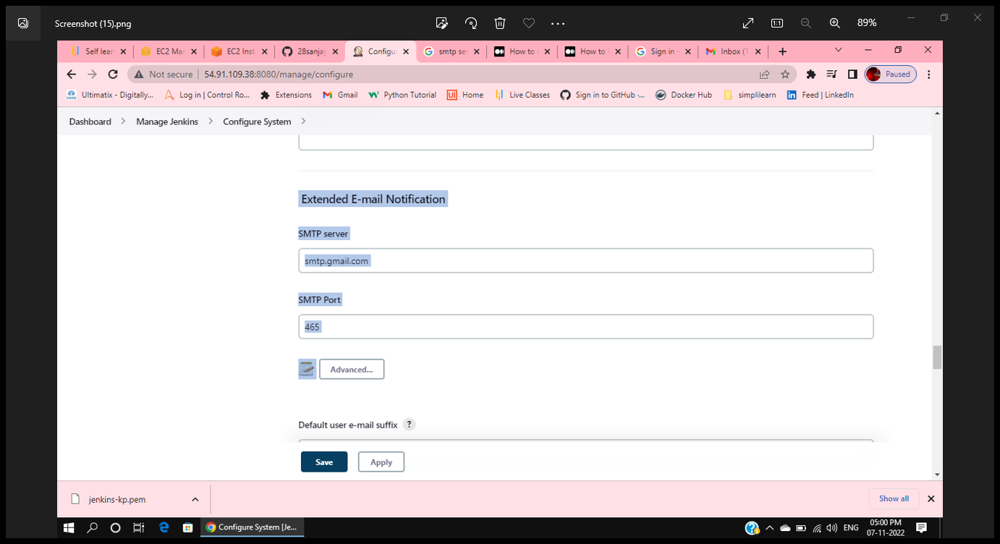 Screenshot (15).png
89%
Self lear
EC2 Mar
EC2 Inst
28sanjay
Configur
smtp se
How to
How to
Sign in -
Inbox (1
Not secure
54.91.109.38:8080/manage/configure
Paused
Ultimatix - Digitally...
Log in | Control Ro...
Extensions
Gmail
Python Tutorial
Home
Live Classes
Sign in to GitHub ·...
Docker Hub
simplilearn
Feed | LinkedIn
Dashboard > Manage Jenkins > Configure System >
Extended E-mail Notification
SMTP server
smtp.gmail.com
SMTP Port
465
Advanced...
Default user e-mail suffix ?
Save
Apply
jenkins-kp.pem
Show all
Configure System [Je...
ENG
05:00 PM
07-11-2022